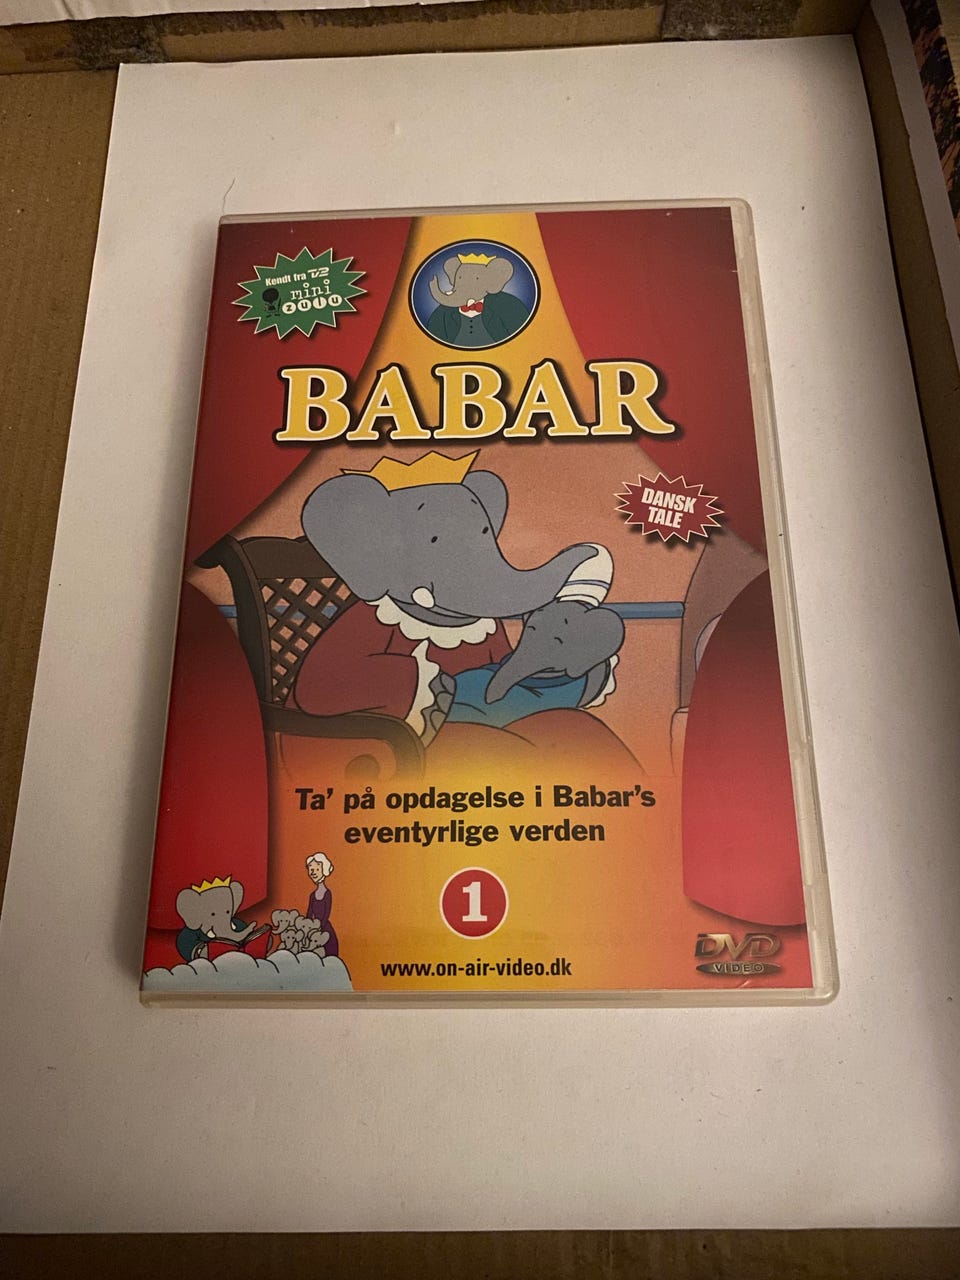 Kendt fra TV2
mini
zulu
BABAR
DANSK
TALE
Ta' på opdagelse i Babar's
eventyrlige verden
1
www.on-air-video.dk
DVD
VIDEO